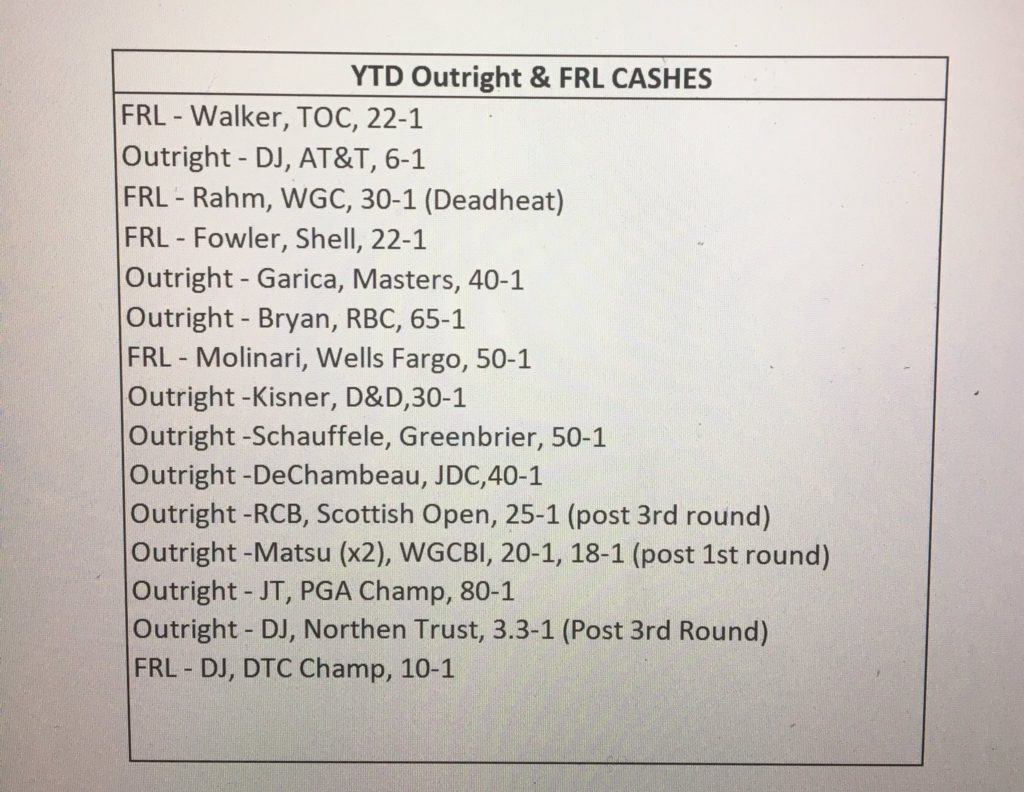 YTD Outright & FRL CASHES
FRL - Walker, TOC, 22-1
Outright - DJ, AT&T, 6-1
FRL - Rahm, WGC, 30-1 (Deadheat)
FRL - Fowler, Shell, 22-1
Outright - Garica, Masters, 40-1
Outright - Bryan, RBC, 65-1
FRL - Molinari, Wells Fargo, 50-1
Outright -Kisner, D&D,30-1
Outright -Schauffele, Greenbrier, 50-1
Outright -DeChambeau, JDC,40-1
Outright -RCB, Scottish Open, 25-1 (post 3rd round)
Outright -Matsu (x2), WGCBI, 20-1, 18-1 (post 1st round)
Outright - JT, PGA Champ, 80-1
Outright - DJ, Northen Trust, 3.3-1 (Post 3rd Round)
FRL - DJ, DTC Champ, 10-1